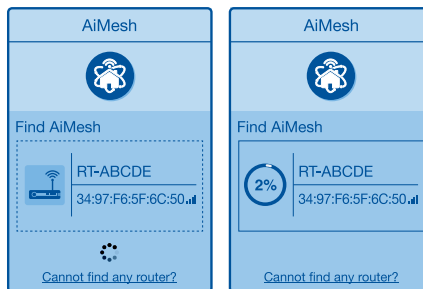 AiMesh
Find AiMesh
RT-ABCDE
34:97:F6:5F:6C:50
Cannot find any router?
AiMesh
Find AiMesh
2%
RT-ABCDE
34:97:F6:5F:6C:50
Cannot find any router?